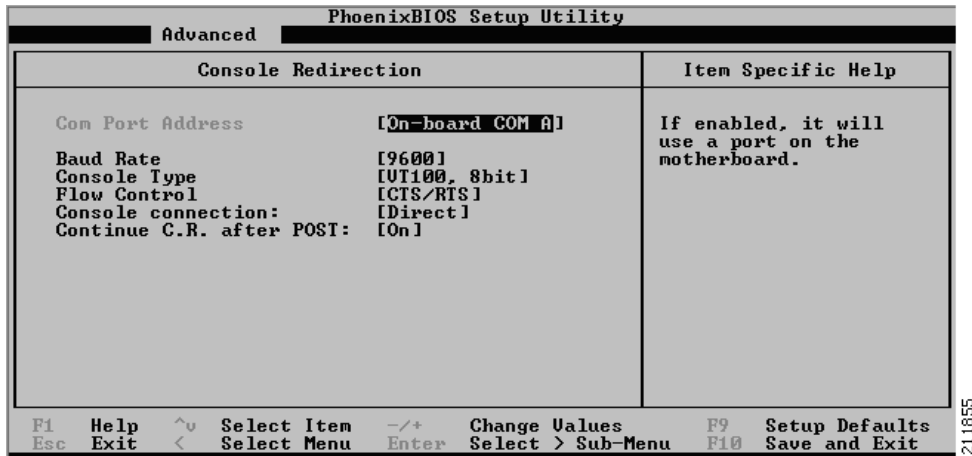 PhoenixBIOS Setup Utility
Advanced
Console Redirection
Item Specific Help
Com Port Address [On-board COM A]
Baud Rate [9600]
Console Type [VT100, 8bit]
Flow Control [CTS/RTS]
Console connection: [Direct]
Continue C.R. after POST: [On]
If enabled, it will
use a port on the
motherboard.
F1 Help ^v Select Item -/+ Change Values F9 Setup Defaults
Esc Exit < Select Menu Enter Select > Sub-Menu F10 Save and Exit
211855